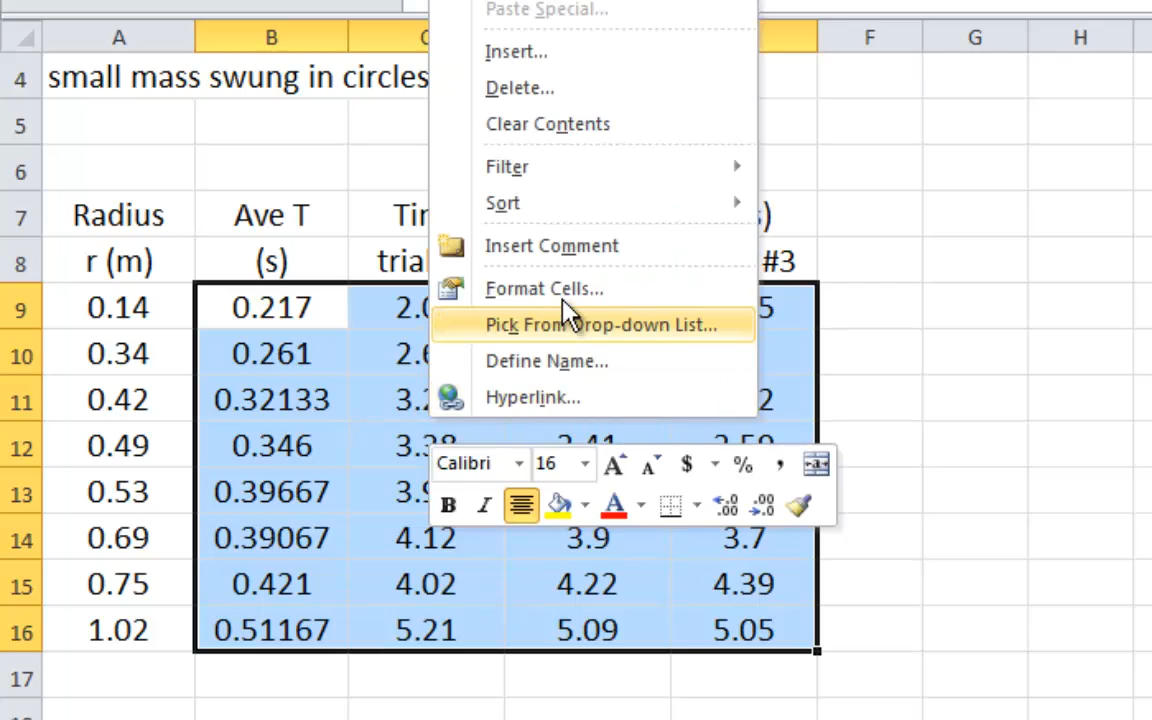 Paste Special...
A B C F G H
Insert...
4 small mass swung in circles
Delete...
5 Clear Contents
6 Filter
Sort
7 Radius Ave T Tin s)
Insert Comment
8 r (m) (s) trial #3
Format Cells...
9 0.14 0.217 2.0 5
Pick From Drop-down List...
10 0.34 0.261 2.6
Define Name...
11 0.42 0.32133 3.2 2
Hyperlink...
12 0.49 0.346 3.38 3.41 3.59
Calibri 16 A A $ % ,
13 0.53 0.39667 3.9
B I A .00 .00
14 0.69 0.39067 4.12 3.9 3.7
15 0.75 0.421 4.02 4.22 4.39
16 1.02 0.51167 5.21 5.09 5.05
17